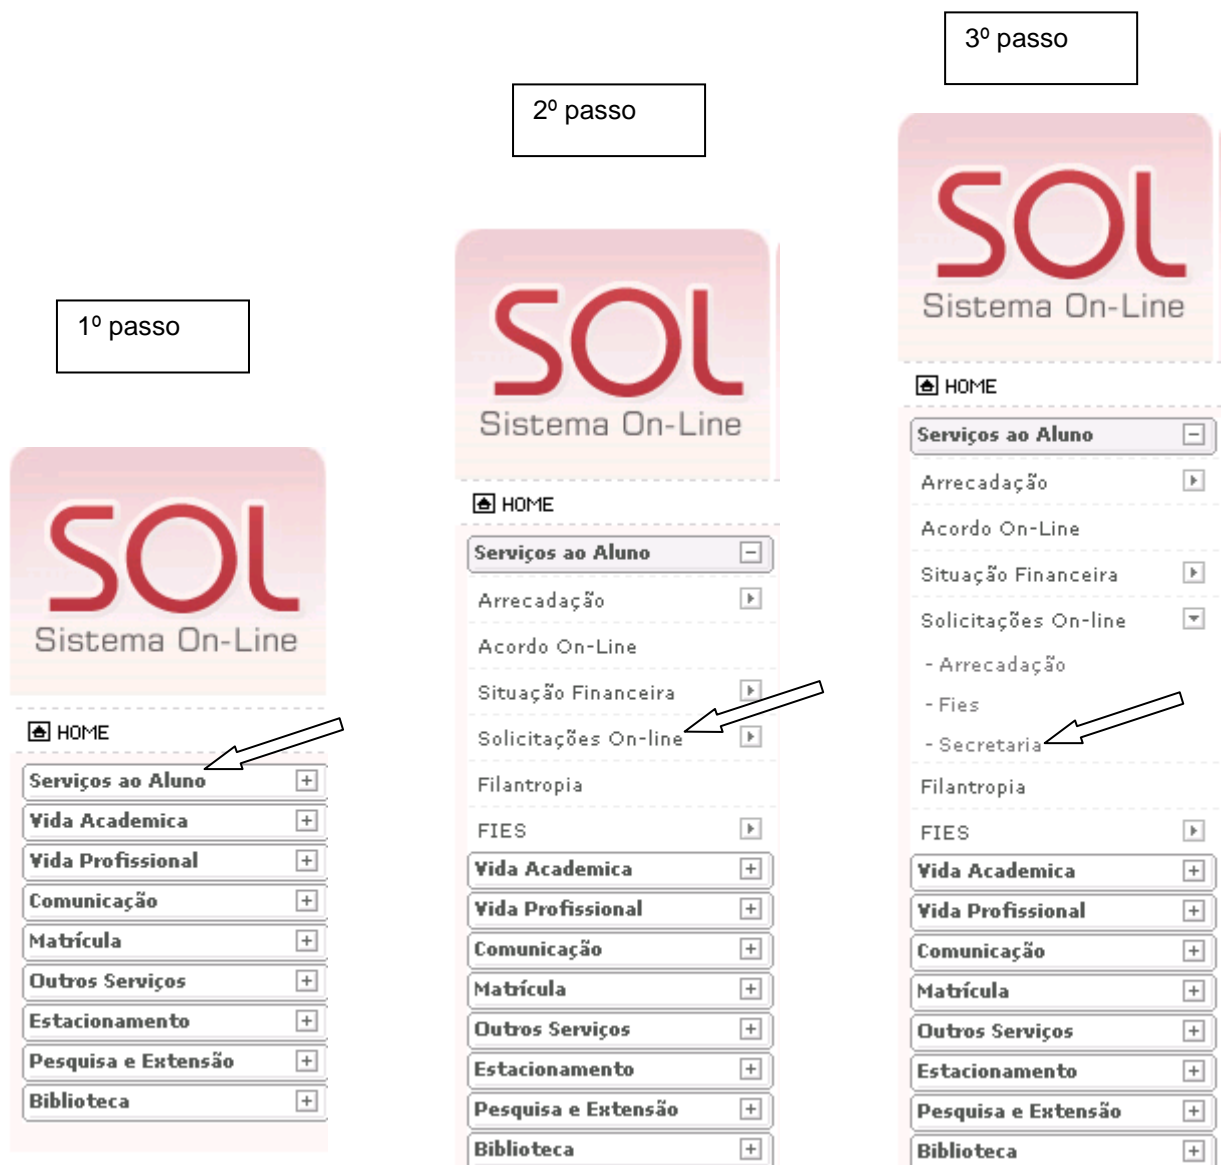 1º passo
SOL
Sistema On-Line
HOME
Serviços ao Aluno
Vida Academica
Vida Profissional
Comunicação
Matrícula
Outros Serviços
Estacionamento
Pesquisa e Extensão
Biblioteca
2º passo
SOL
Sistema On-Line
HOME
Serviços ao Aluno
Arrecadação
Acordo On-Line
Situação Financeira
Solicitações On-line
Filantropia
FIES
Vida Academica
Vida Profissional
Comunicação
Matrícula
Outros Serviços
Estacionamento
Pesquisa e Extensão
Biblioteca
3º passo
SOL
Sistema On-Line
HOME
Serviços ao Aluno
Arrecadação
Acordo On-Line
Situação Financeira
Solicitações On-line
- Arrecadação
- Fies
- Secretaria
Filantropia
FIES
Vida Academica
Vida Profissional
Comunicação
Matrícula
Outros Serviços
Estacionamento
Pesquisa e Extensão
Biblioteca